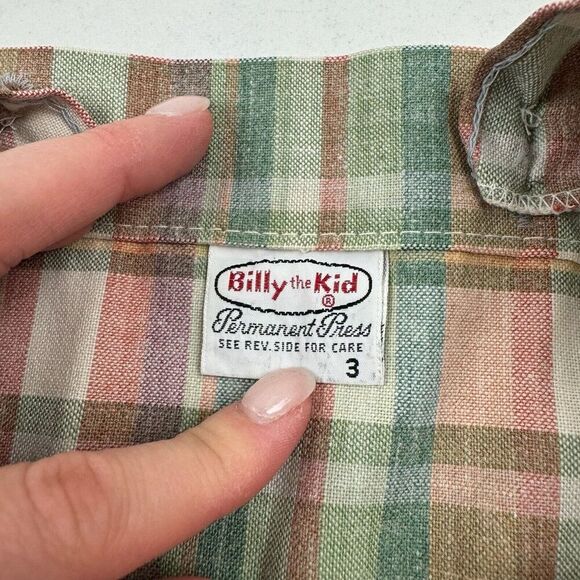 Billy the Kid
®
Permanent Press
SEE REV. SIDE FOR CARE
3